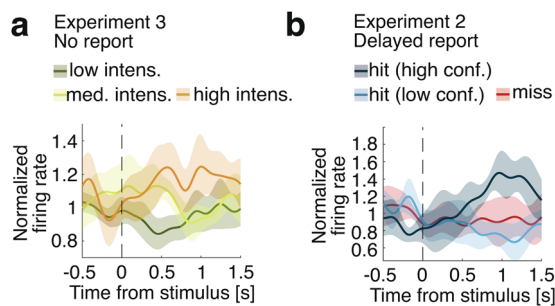 a
Experiment 3
No report
low intens.
med. intens.
high intens.
Normalized
firing rate
1.4
1.2
1
0.8
-0.5
0
0.5
1
1.5
Time from stimulus [s]
b
Experiment 2
Delayed report
hit (high conf.)
hit (low conf.)
miss
Normalized
firing rate
1.8
1.6
1.4
1.2
1
0.8
0.6
-0.5
0
0.5
1
1.5
Time from stimulus [s]